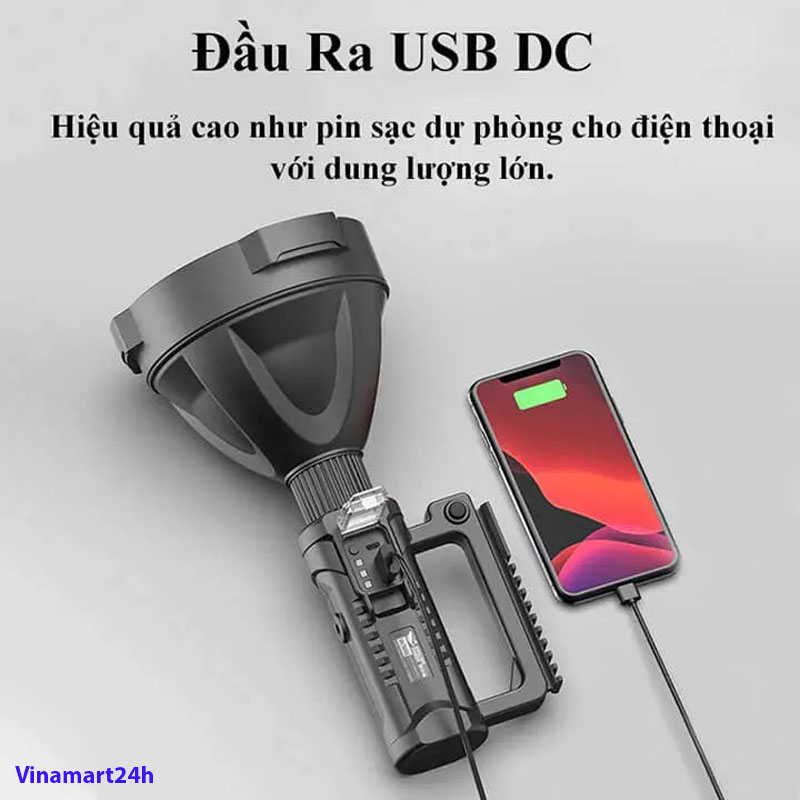 Đầu Ra USB DC
Hiệu quả cao như pin sạc dự phòng cho điện thoại
với dung lượng lớn.
Vinamart24h